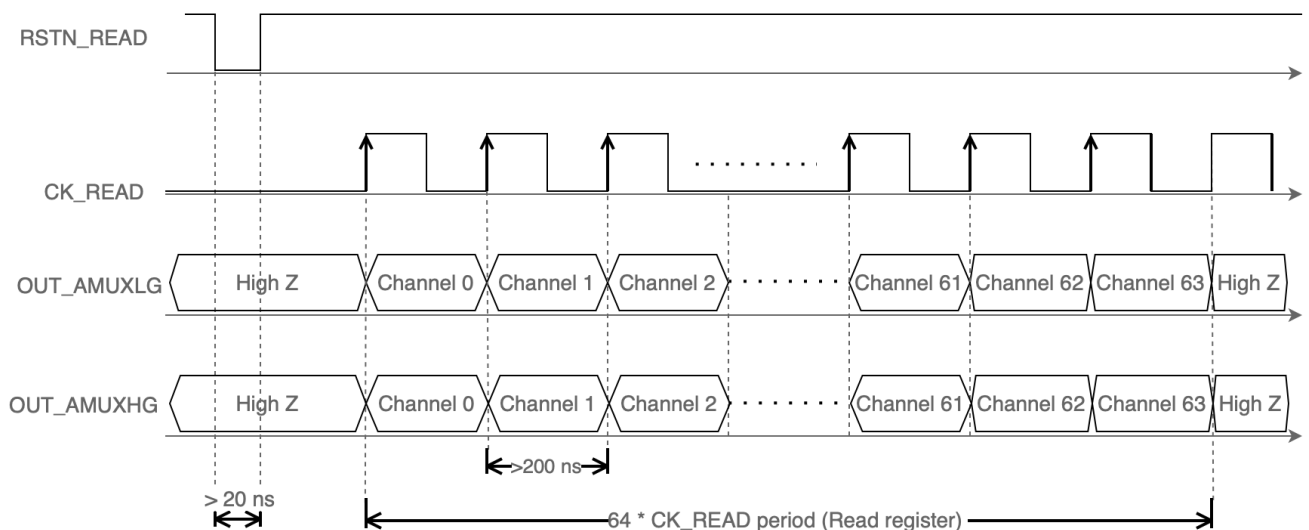 RSTN_READ
CK_READ
OUT_AMUXLG
High Z
Channel 0
Channel 1
Channel 2
Channel 61
Channel 62
Channel 63
High Z
OUT_AMUXHG
High Z
Channel 0
Channel 1
Channel 2
Channel 61
Channel 62
Channel 63
High Z
>200 ns
> 20 ns
64 * CK_READ period (Read register)